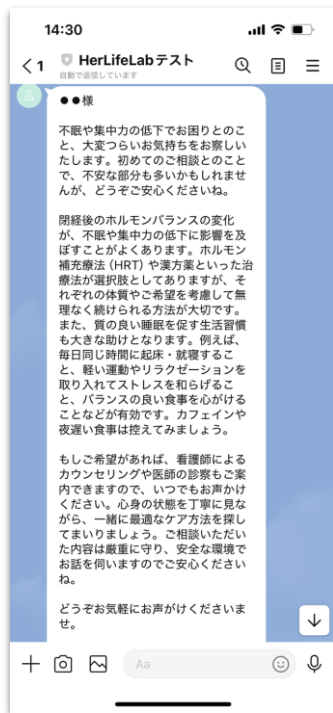 14:30
1
HerLifeLabテスト
自動で返信しています
●●様
不眠や集中力の低下でお困りとのこ
と、大変つらいお気持ちをお察しい
たします。初めてのご相談とのこと
で、不安な部分も多いかもしれませ
んが、どうぞご安心くださいね。
閉経後のホルモンバランスの変化
が、不眠や集中力の低下に影響を及
ぼすことがよくあります。ホルモン
補充療法（HRT）や漢方薬といった治
療法が選択肢としてありますが、そ
れぞれの体質やご希望を考慮して無
理なく続けられる方法が大切です。
また、質の良い睡眠を促す生活習慣
も大きな助けとなります。例えば、
毎日同じ時間に起床・就寝するこ
と、軽い運動やリラクゼーションを
取り入れてストレスを和らげるこ
と、バランスの良い食事を心がける
ことなどが有効です。カフェインや
夜遅い食事は控えてみましょう。
もしご希望があれば、看護師による
カウンセリングや医師の診察もご案
内できますので、いつでもお声かけ
ください。心身の状態を丁寧に見な
がら、一緒に最適なケア方法を探し
てまいりましょう。ご相談いただい
た内容は厳重に守り、安全な環境で
お話を伺いますのでご安心ください
ね。
どうぞお気軽にお声がけくださいま
せ。
Aa